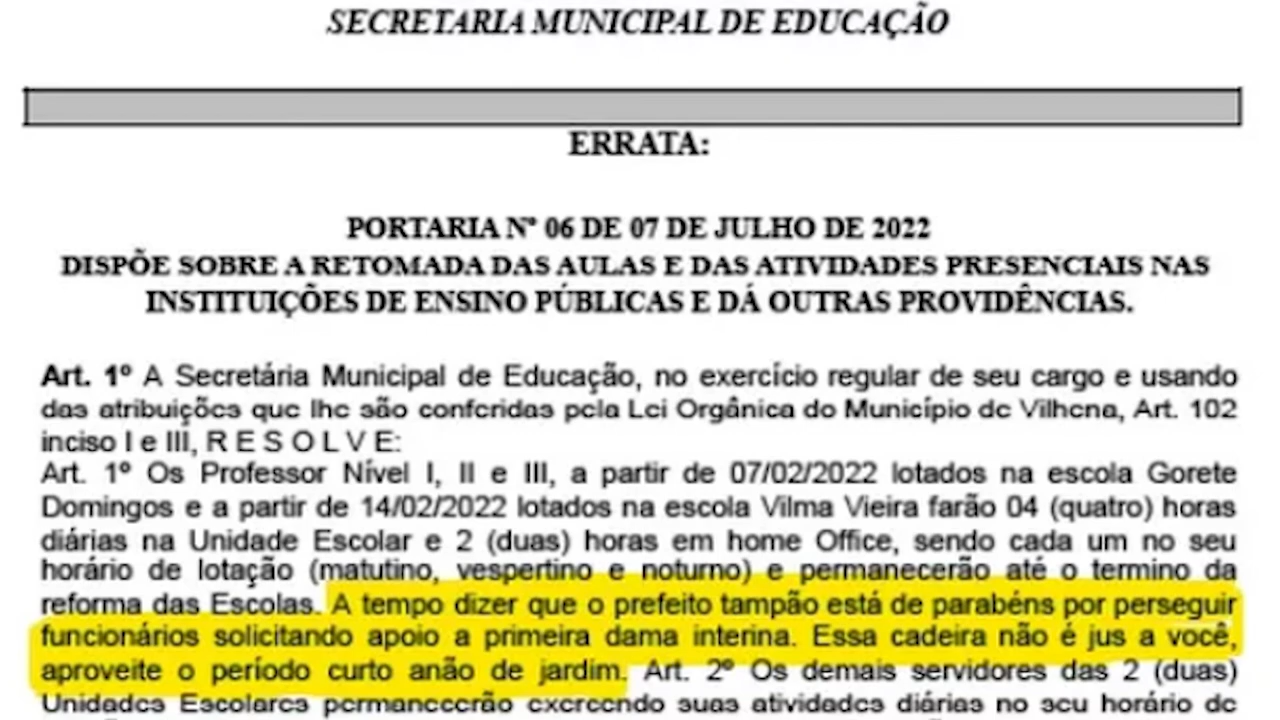 SECRETARIA MUNICIPAL DE EDUCAÇÃO
ERRATA:
PORTARIA Nº 06 DE 07 DE JULHO DE 2022
DISPÕE SOBRE A RETOMADA DAS AULAS E DAS ATIVIDADES PRESENCIAIS NAS
INSTITUIÇÕES DE ENSINO PÚBLICAS E DÁ OUTRAS PROVIDÊNCIAS.
Art. 1º A Secretária Municipal de Educação, no exercício regular de seu cargo e usando
das atribuições que lhe são conferidas pela Lei Orgânica do Município de Vilhena, Art. 102
inciso I e III, R E S O L V E:
Art. 1º Os Professor Nível I, II e III, a partir de 07/02/2022 lotados na escola Gorete
Domingos e a partir de 14/02/2022 lotados na escola Vilma Vieira farão 04 (quatro) horas
diárias na Unidade Escolar e 2 (duas) horas em home Office, sendo cada um no seu
horário de lotação (matutino, vespertino e noturno) e permanecerão até o termino da
reforma das Escolas. A tempo dizer que o prefeito tampão está de parabéns por perseguir
funcionários solicitando apoio a primeira dama interina. Essa cadeira não é jus a você,
aproveite o período curto anão de jardim. Art. 2º Os demais servidores das 2 (duas)
Unidades Escolares permanecerão exercendo suas atividades diárias no seu horário de